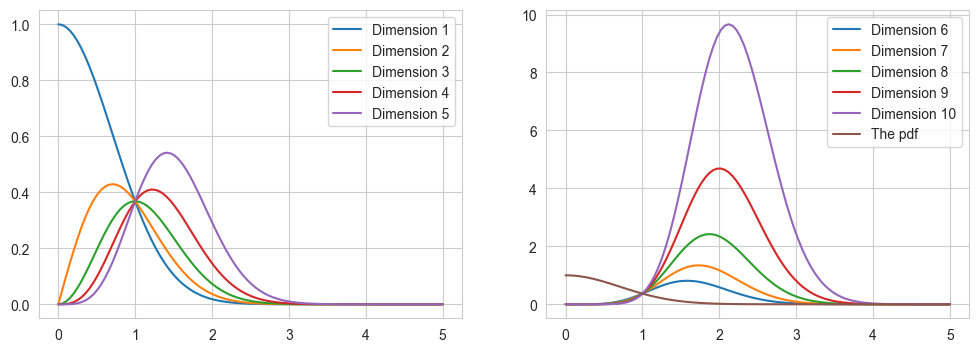 1.0
0.8
0.6
0.4
0.2
0.0
0
1
2
3
4
5
Dimension 1
Dimension 2
Dimension 3
Dimension 4
Dimension 5
10
8
6
4
2
0
0
1
2
3
4
5
Dimension 6
Dimension 7
Dimension 8
Dimension 9
Dimension 10
The pdf